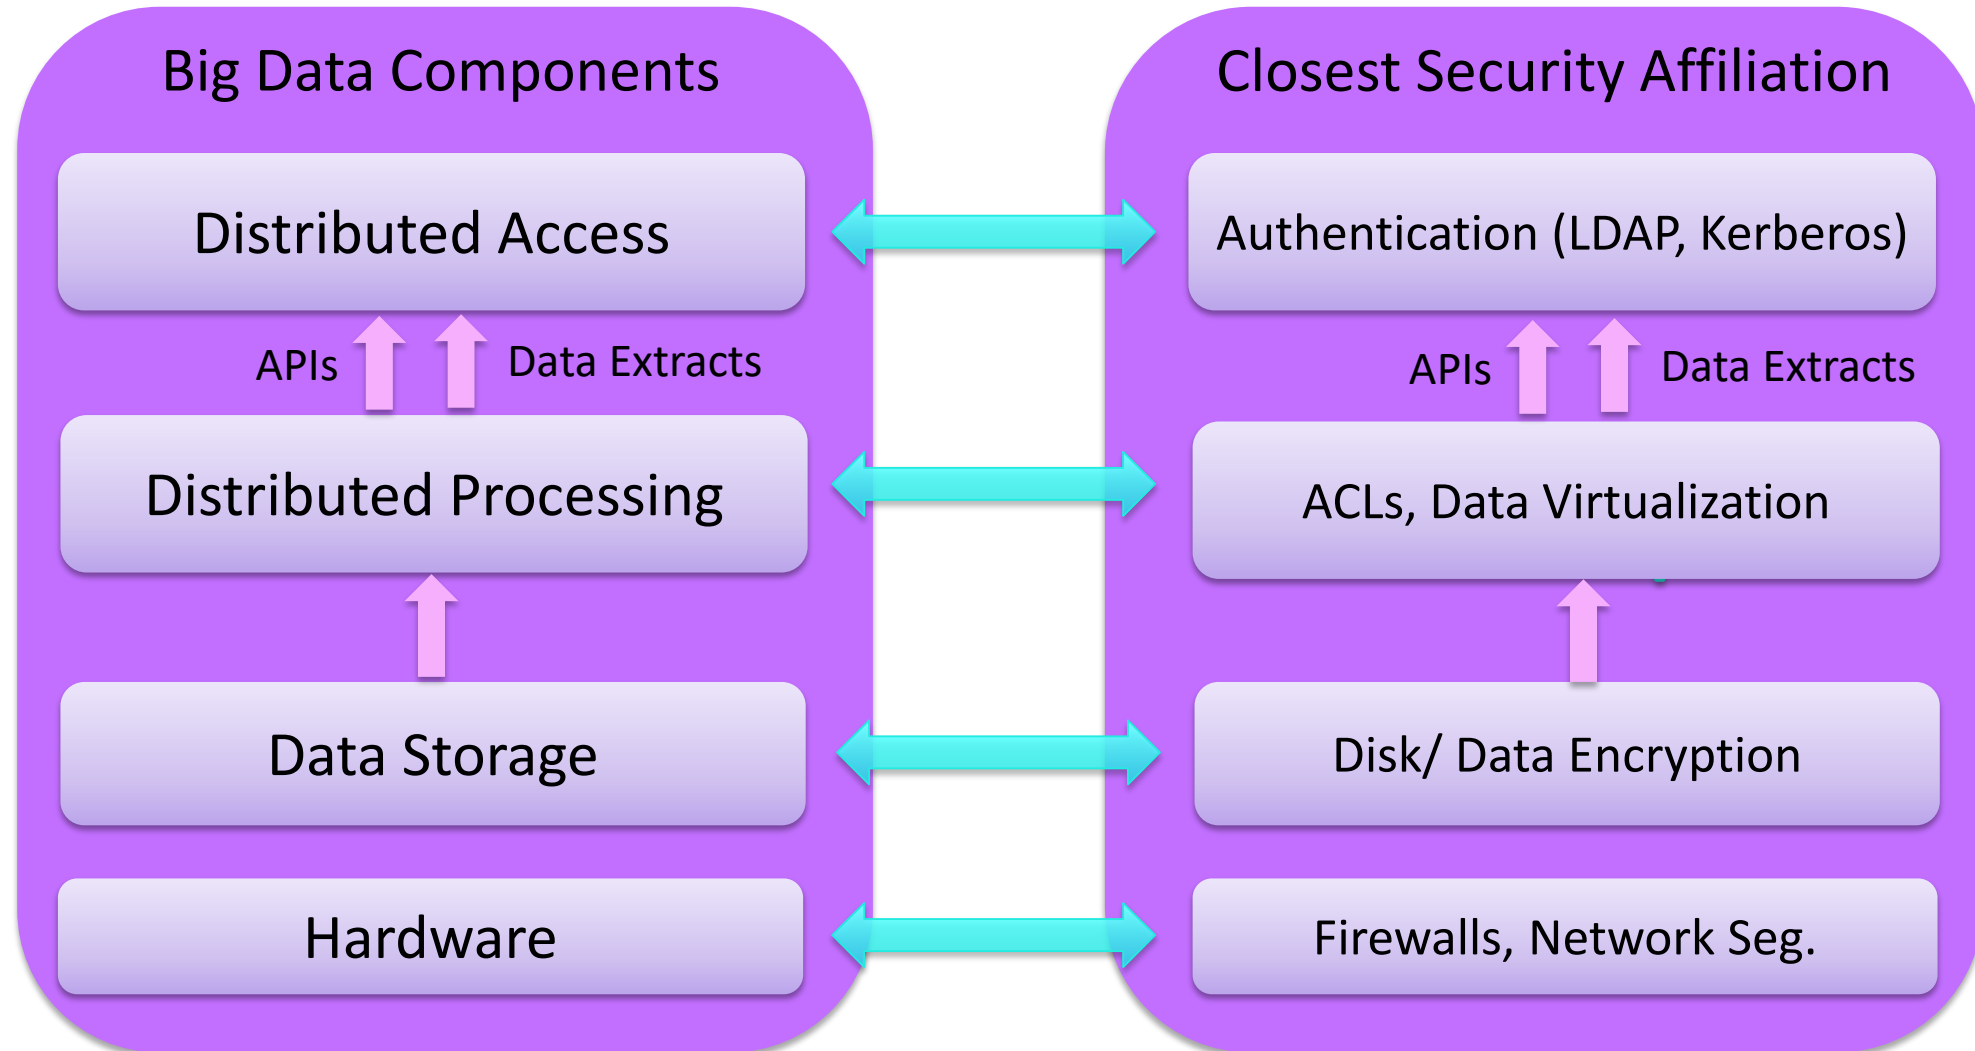 Big Data Components
Distributed Access
APIs
Data Extracts
Distributed Processing
Data Storage
Hardware
Closest Security Affiliation
Authentication (LDAP, Kerberos)
APIs
Data Extracts
ACLs, Data Virtualization
Disk/ Data Encryption
Firewalls, Network Seg.